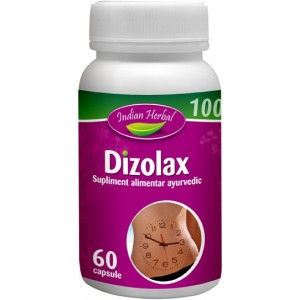 Indian Herbal
100
Dizolax
Supliment alimentar ayurvedic
60
capsule